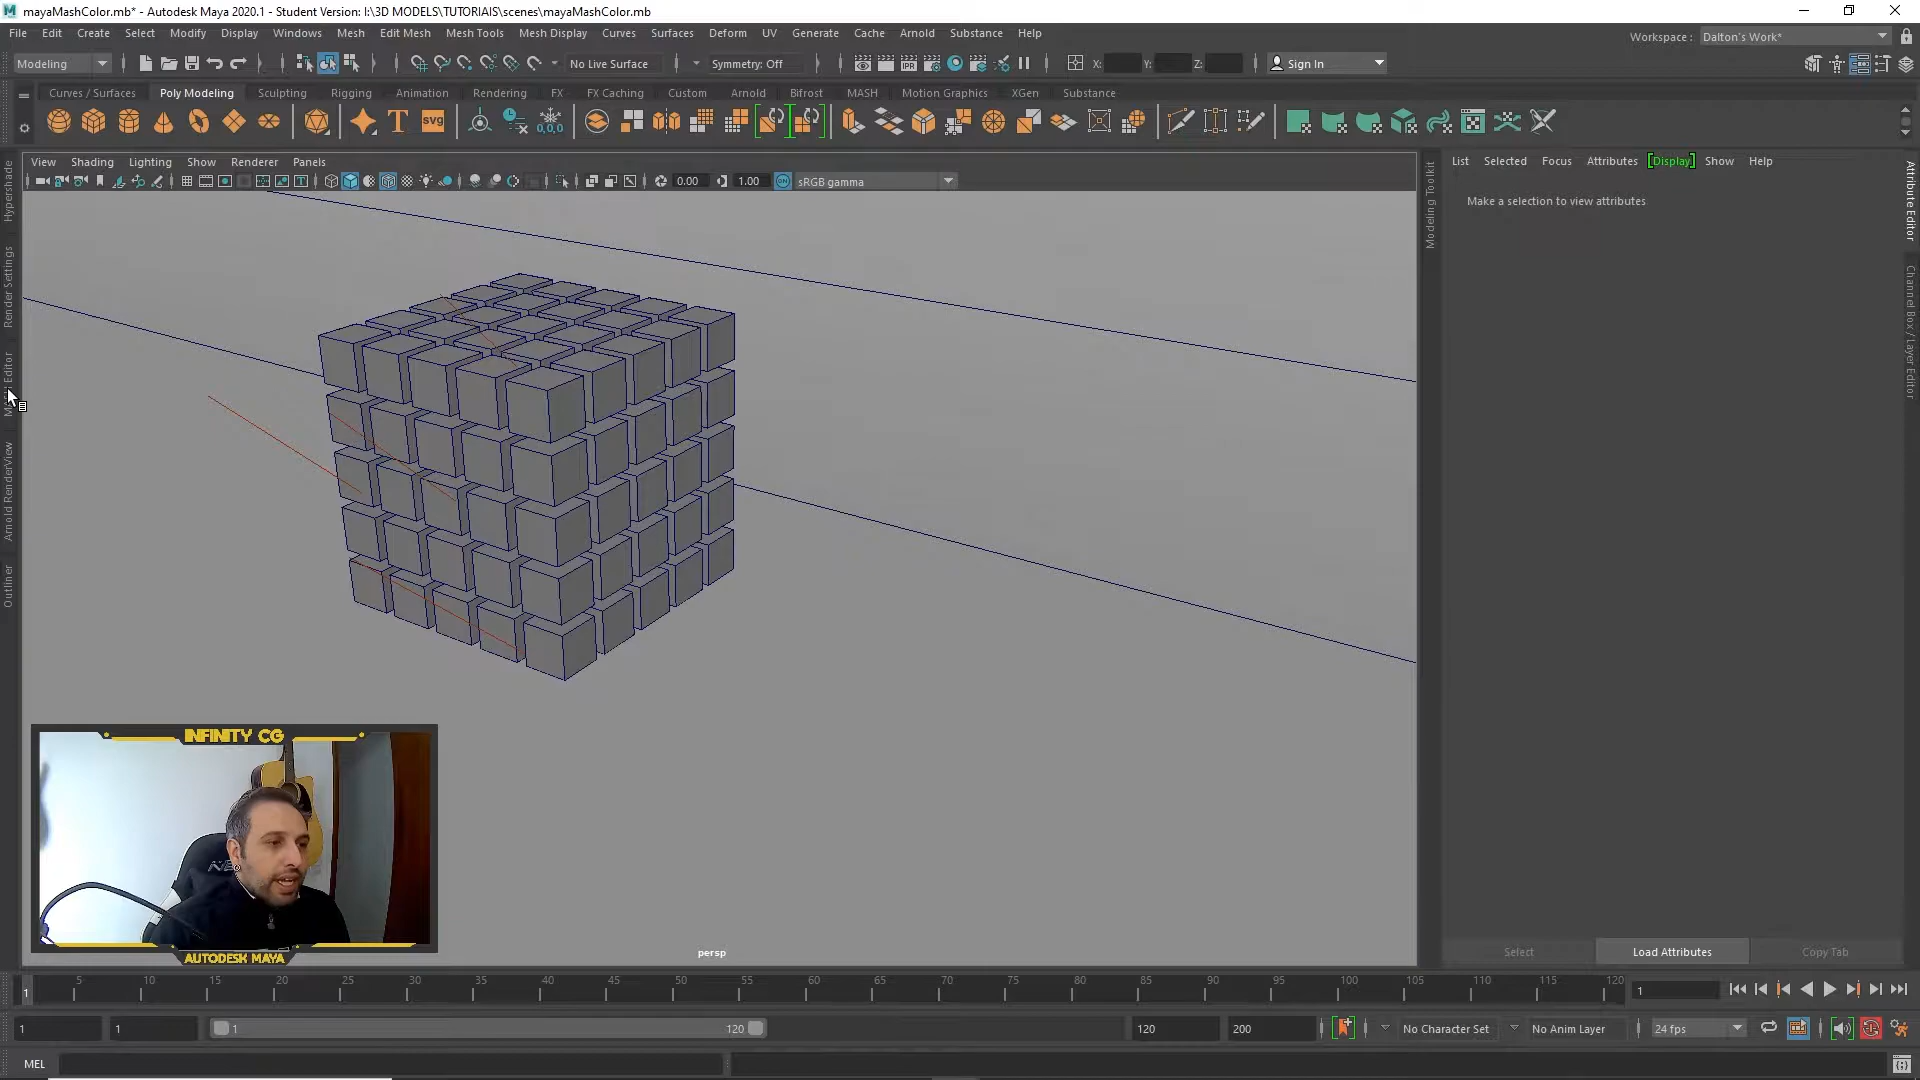 mayaMashColor.mb* - Autodesk Maya 2020.1 - Student Version: I:\3D MODELS\TUTORIAIS\scenes\mayaMashColor.mb
File Edit Create Select Modify Display Windows Mesh Edit Mesh Mesh Tools Mesh Display Curves Surfaces Deform UV Generate Cache Arnold Substance Help
Workspace : Dalton's Work*
Modeling No Live Surface Symmetry: Off X: Y: Z: Sign In
Curves / Surfaces Poly Modeling Sculpting Rigging Animation Rendering FX FX Caching Custom Arnold Bifrost MASH Motion Graphics XGen Substance
SVG
0,0,0
View Shading Lighting Show Renderer Panels
0.00 1.00 ON sRGB gamma
List Selected Focus Attributes [Display] Show Help
Make a selection to view attributes
Hypershade
Render Settings
Editor
Arnold RenderView
Outliner
Modeling Toolkit
Attribute Editor
Channel Box / Layer Editor
INFINITY CG
AUTODESK MAYA
persp
Select Load Attributes Copy Tab
1 5 10 15 20 25 30 35 40 45 50 55 60 65 70 75 80 85 90 95 100 105 110 115 120
1
1 1 1 120 120 200 No Character Set No Anim Layer 24 fps
MEL